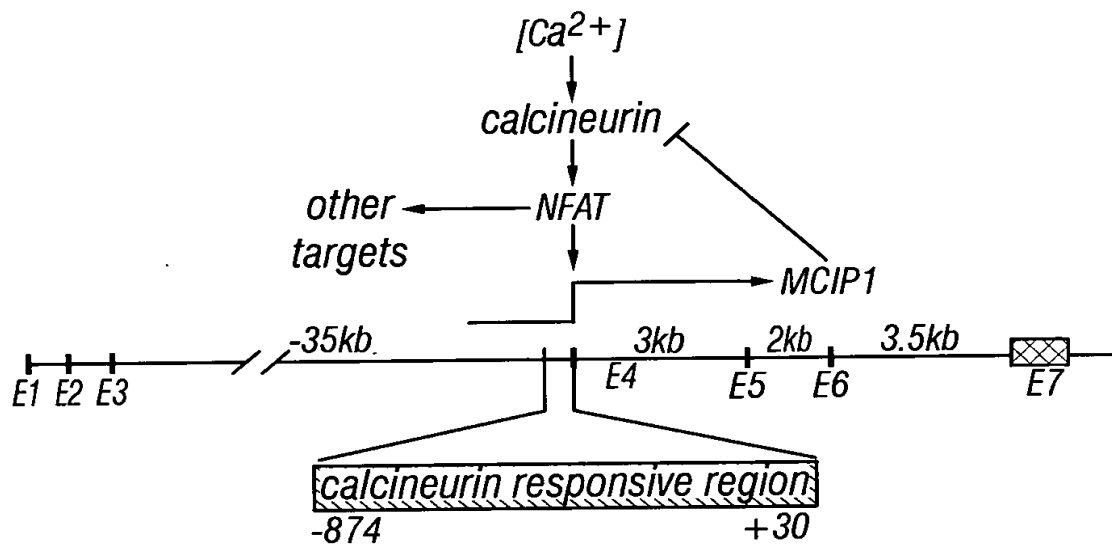 [Ca2+]
calcineurin
other
targets
NFAT
MCIP1
-35kb
3kb
2kb
3.5kb
E1
E2
E3
E4
E5
E6
E7
calcineurin responsive region
-874
+30